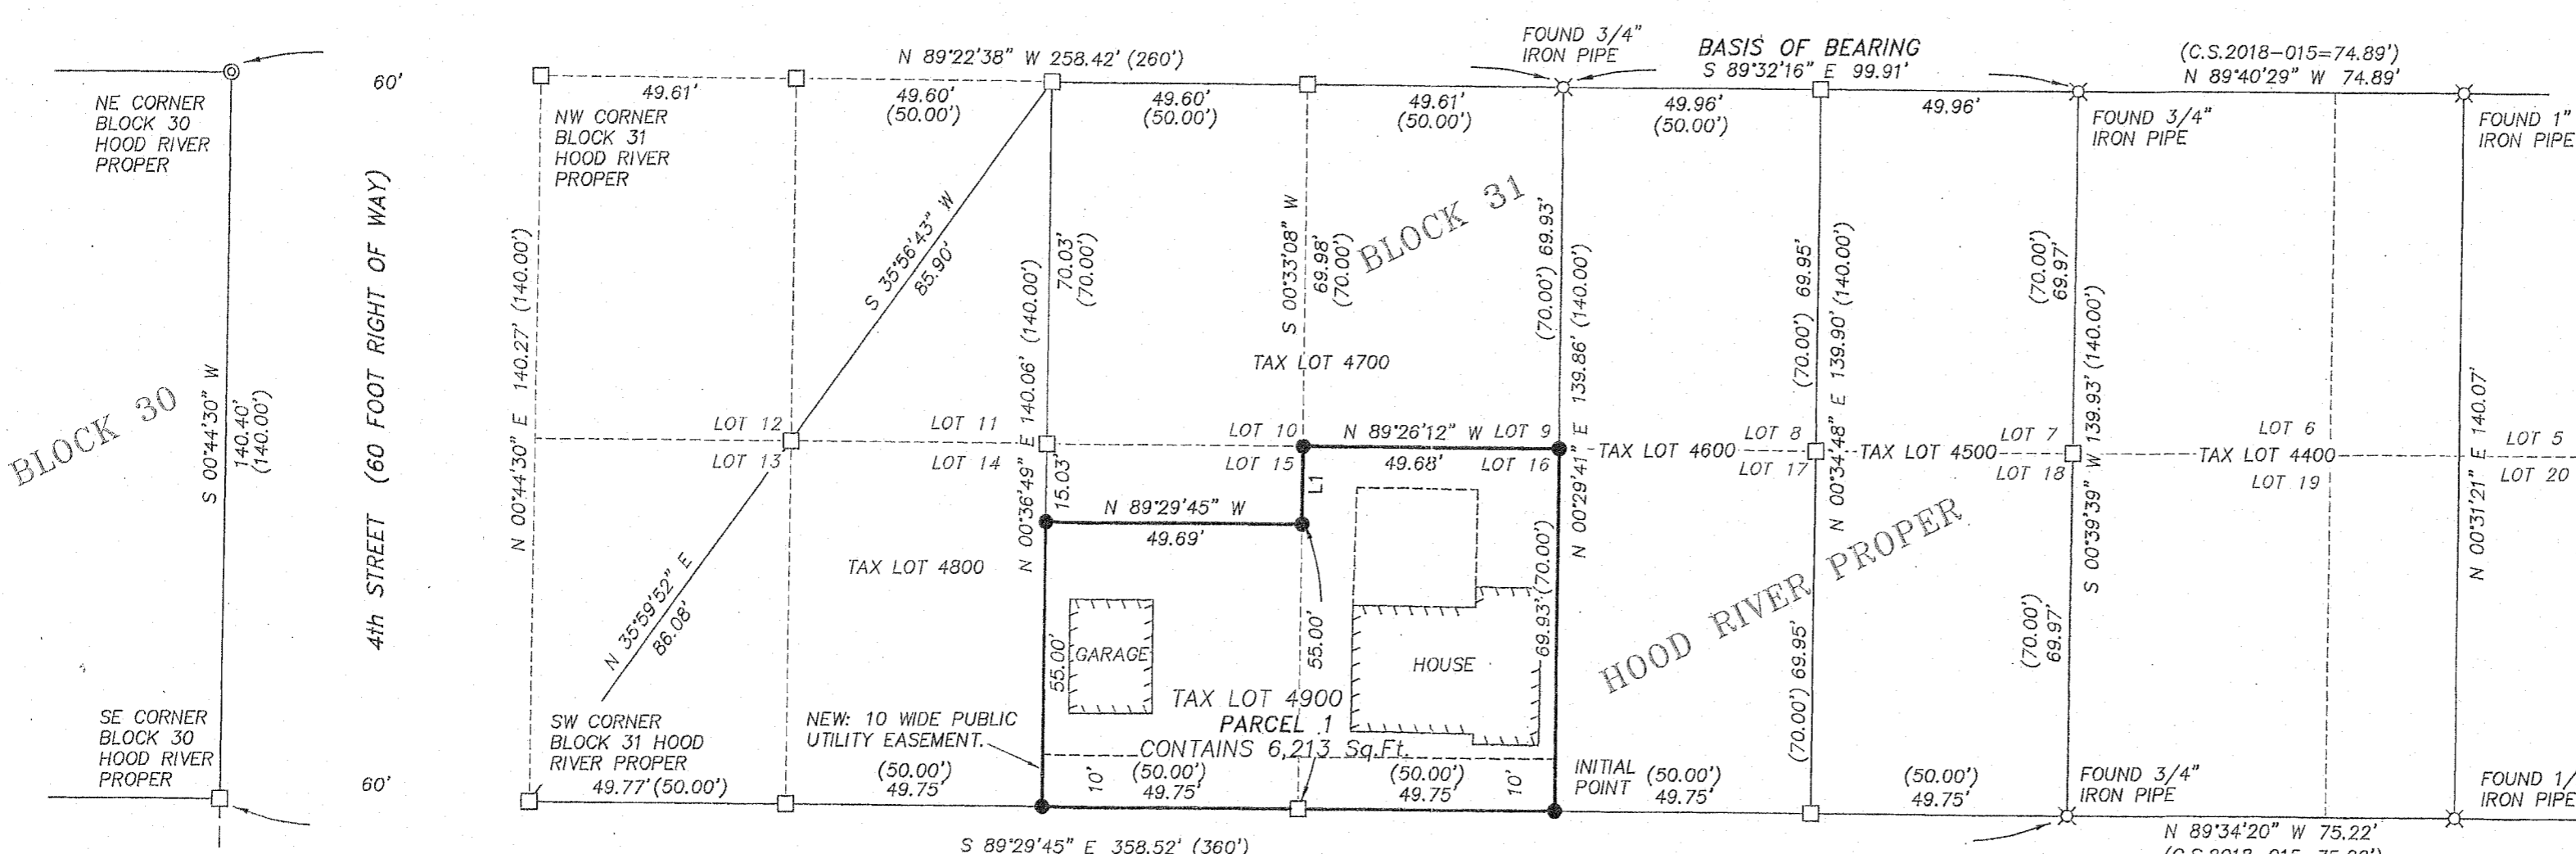 N 89°22'38" W 258.42' (260')
FOUND 3/4"
IRON PIPE
BASIS OF BEARING
S 89°32'16" E 99.91'
(C.S.2018-015=74.89')
N 89°40'29" W 74.89'
60'
49.61'
49.60'
(50.00')
49.60'
(50.00')
49.61'
(50.00')
49.96'
(50.00')
49.96'
NE CORNER
BLOCK 30
HOOD RIVER
PROPER
NW CORNER
BLOCK 31
HOOD RIVER
PROPER
FOUND 3/4"
IRON PIPE
FOUND 1"
IRON PIPE
BLOCK 30
S 00°44'30" W
140.40'
(140.00')
4th STREET (60 FOOT RIGHT OF WAY)
N 00°44'30" E 140.27' (140.00')
S 35°56'43" W
85.90'
N 00°36'49" E 140.06' (140.00')
70.03'
(70.00')
S 00°33'08" W
69.98'
(70.00')
BLOCK 31
(70.00') 69.93'
N 00°29'41" E 139.86' (140.00')
(70.00') 69.95'
N 00°34'48" E 139.90' (140.00')
(70.00')
69.97'
S 00°39'39" W 139.93' (140.00')
N 00°31'21" E 140.07'
TAX LOT 4700
LOT 12
LOT 11
LOT 10
N 89°26'12" W
LOT 9
LOT 8
LOT 7
LOT 6
LOT 5
TAX LOT 4600
TAX LOT 4500
TAX LOT 4400
LOT 13
LOT 14
LOT 15
49.68'
LOT 16
LOT 17
LOT 18
LOT 19
LOT 20
15.03'
L1
N 89°29'45" W
49.69'
TAX LOT 4800
N 35°59'52" E
86.08'
55.00'
GARAGE
55.00'
HOUSE
69.93' (70.00')
HOOD RIVER PROPER
(70.00') 69.95'
(70.00')
69.97'
TAX LOT 4900
PARCEL 1
CONTAINS 6,213 Sq.Ft.
SE CORNER
BLOCK 30
HOOD RIVER
PROPER
60'
SW CORNER
BLOCK 31 HOOD
RIVER PROPER
NEW: 10 WIDE PUBLIC
UTILITY EASEMENT.
49.77' (50.00')
(50.00')
49.75'
10'
(50.00')
49.75'
(50.00')
49.75'
10'
INITIAL
POINT
(50.00')
49.75'
(50.00')
49.75'
FOUND 3/4"
IRON PIPE
FOUND 1/
IRON PIPE
S 89°29'45" E 358.52' (360')
N 89°34'20" W 75.22'